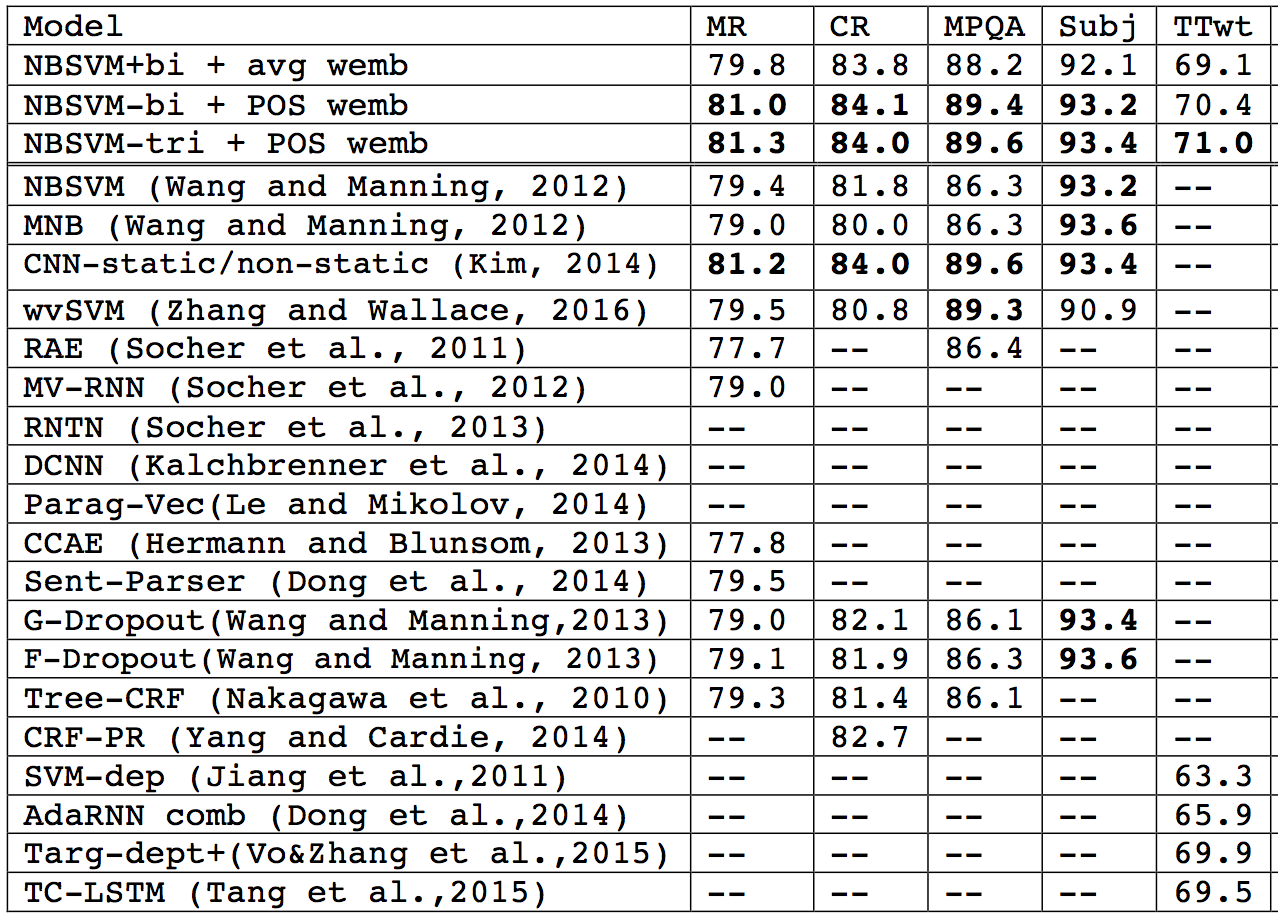 Model MR CR MPQA Subj TTwt
NBSVM+bi + avg wemb 79.8 83.8 88.2 92.1 69.1
NBSVM-bi + POS wemb 81.0 84.1 89.4 93.2 70.4
NBSVM-tri + POS wemb 81.3 84.0 89.6 93.4 71.0
NBSVM (Wang and Manning, 2012) 79.4 81.8 86.3 93.2 --
MNB (Wang and Manning, 2012) 79.0 80.0 86.3 93.6 --
CNN-static/non-static (Kim, 2014) 81.2 84.0 89.6 93.4 --
wvSVM (Zhang and Wallace, 2016) 79.5 80.8 89.3 90.9 --
RAE (Socher et al., 2011) 77.7 -- 86.4 -- --
MV-RNN (Socher et al., 2012) 79.0 -- -- -- --
RNTN (Socher et al., 2013) -- -- -- -- --
DCNN (Kalchbrenner et al., 2014) -- -- -- -- --
Parag-Vec(Le and Mikolov, 2014) -- -- -- -- --
CCAE (Hermann and Blunsom, 2013) 77.8 -- -- -- --
Sent-Parser (Dong et al., 2014) 79.5 -- -- -- --
G-Dropout(Wang and Manning,2013) 79.0 82.1 86.1 93.4 --
F-Dropout(Wang and Manning, 2013) 79.1 81.9 86.3 93.6 --
Tree-CRF (Nakagawa et al., 2010) 79.3 81.4 86.1 -- --
CRF-PR (Yang and Cardie, 2014) -- 82.7 -- -- --
SVM-dep (Jiang et al.,2011) -- -- -- -- 63.3
AdaRNN comb (Dong et al.,2014) -- -- -- -- 65.9
Targ-dept+(Vo&Zhang et al.,2015) -- -- -- -- 69.9
TC-LSTM (Tang et al.,2015) -- -- -- -- 69.5